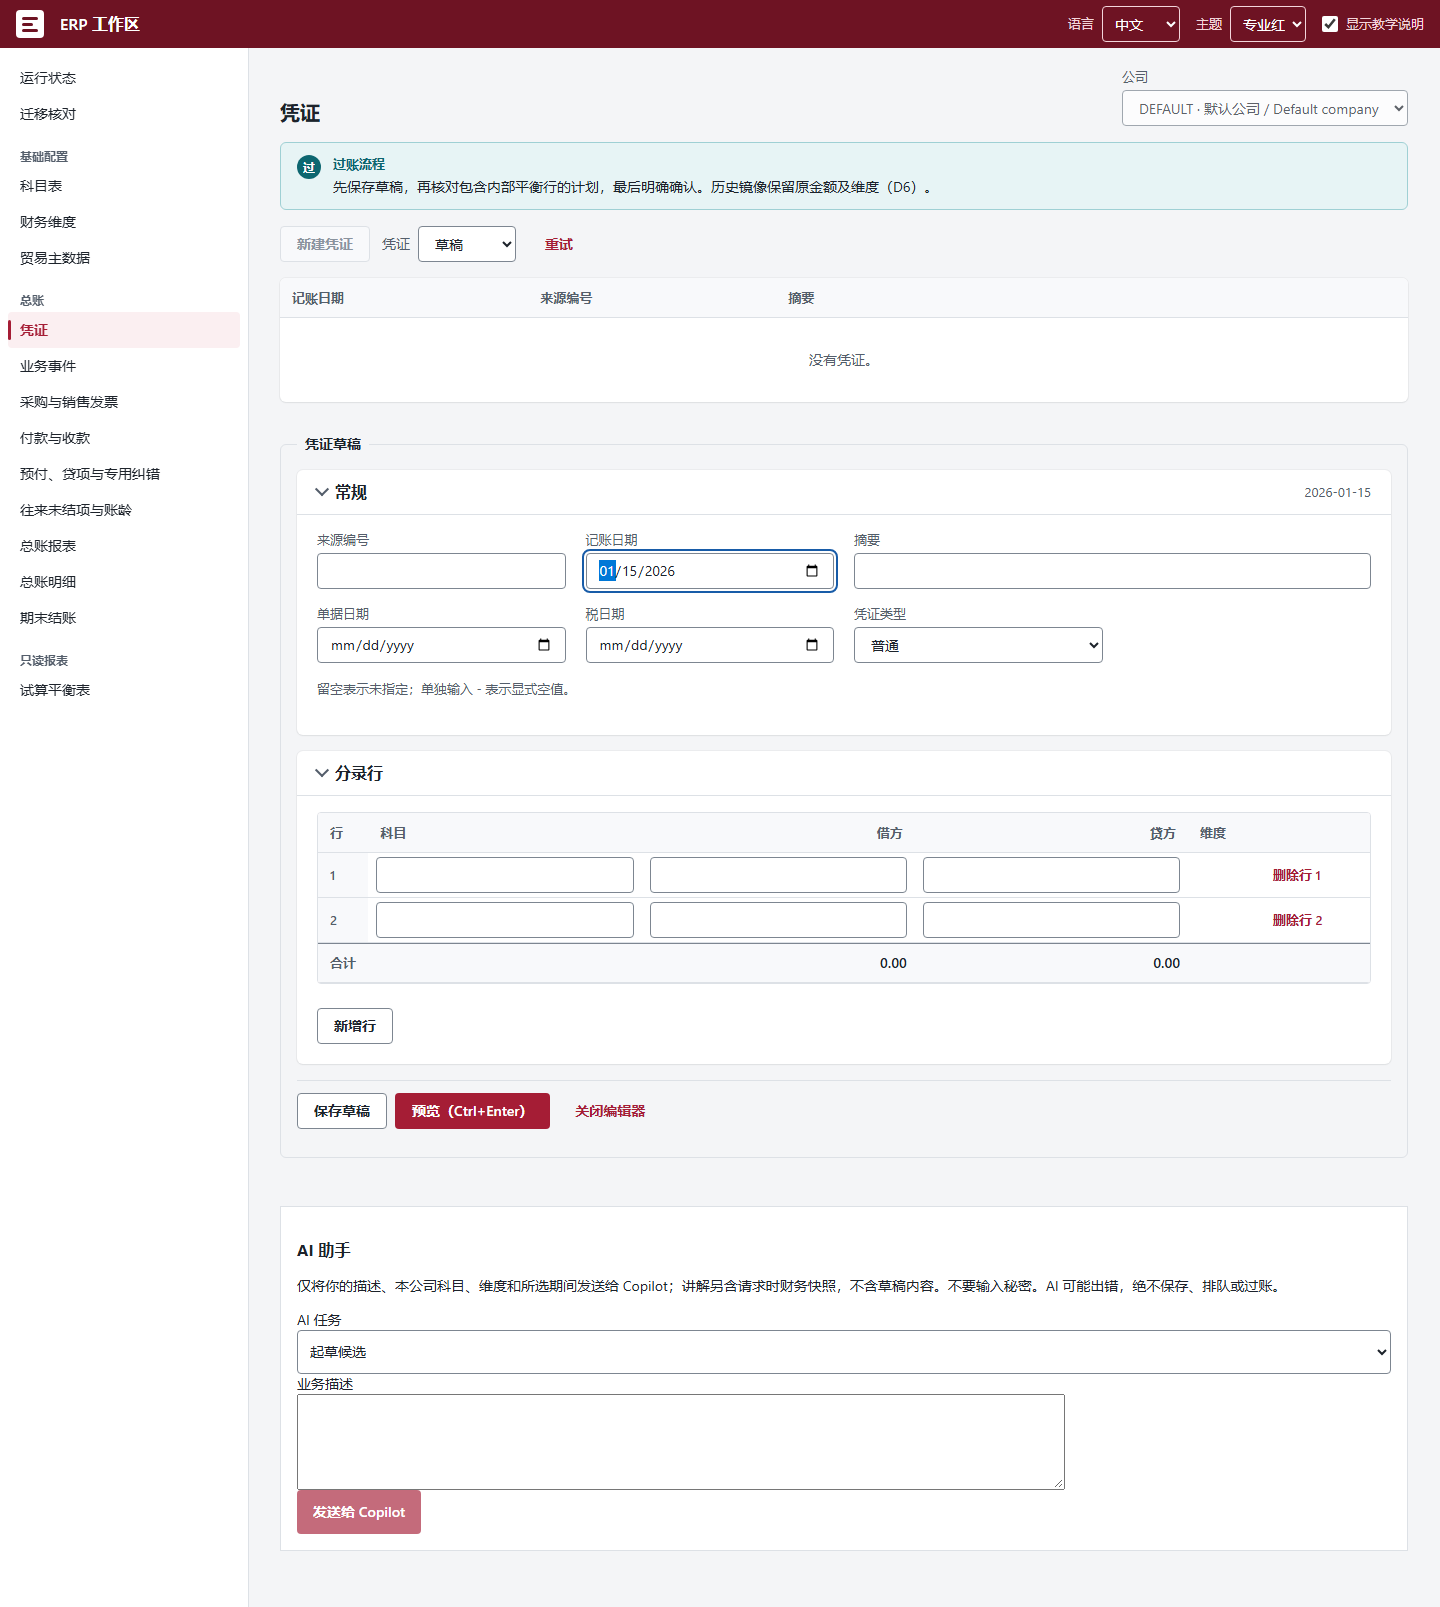 ERP 工作区
语言 中文 主题 专业红 显示教学说明
运行状态
迁移核对
基础配置
科目表
财务维度
贸易主数据
总账
凭证
业务事件
采购与销售发票
付款与收款
预付、贷项与专用纠错
往来未结项与账龄
总账报表
总账明细
期末结账
只读报表
试算平衡表
公司
凭证
DEFAULT · 默认公司 / Default company
过 过账流程
先保存草稿，再核对包含内部平衡行的计划，最后明确确认。历史镜像保留原金额及维度（D6）。
新建凭证 凭证 草稿 重试
记账日期 来源编号 摘要
没有凭证。
凭证草稿
常规 2026-01-15
来源编号 记账日期 摘要
01/15/2026
单据日期 税日期 凭证类型
mm/dd/yyyy mm/dd/yyyy 普通
留空表示未指定；单独输入 - 表示显式空值。
分录行
行 科目 借方 贷方 维度
1 删除行 1
2 删除行 2
合计 0.00 0.00
新增行
保存草稿 预览（Ctrl+Enter） 关闭编辑器
AI 助手
仅将你的描述、本公司科目、维度和所选期间发送给 Copilot；讲解另含请求时财务快照，不含草稿内容。不要输入秘密。AI 可能出错，绝不保存、排队或过账。
AI 任务
起草候选
业务描述
发送给 Copilot